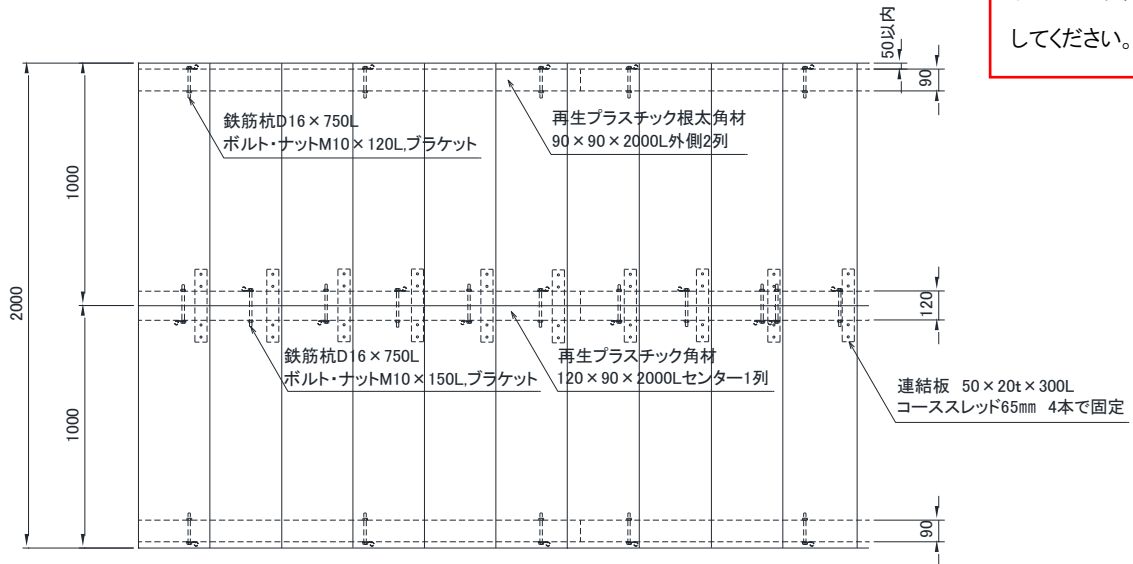 してください。
50以内
90
鉄筋杭D16×750L
ボルト・ナットM10×120L,ブラケット
再生プラスチック根太角材
90×90×2000L外側2列
1000
2000
120
鉄筋杭D16×750L
ボルト・ナットM10×150L,ブラケット
再生プラスチック角材
120×90×2000Lセンター1列
連結板 50×20t×300L
コーススレッド65mm 4本で固定
1000
90